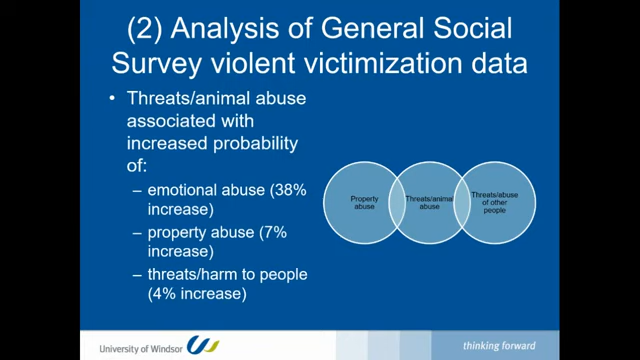 (2) Analysis of General Social
Survey violent victimization data
• Threats/animal abuse
associated with
increased probability
of:
– emotional abuse (38%
increase)
– property abuse (7%
increase)
– threats/harm to people
(4% increase)
Property
abuse
Threats/animal
abuse
Threats/abuse
of other
people
University of Windsor
thinking forward